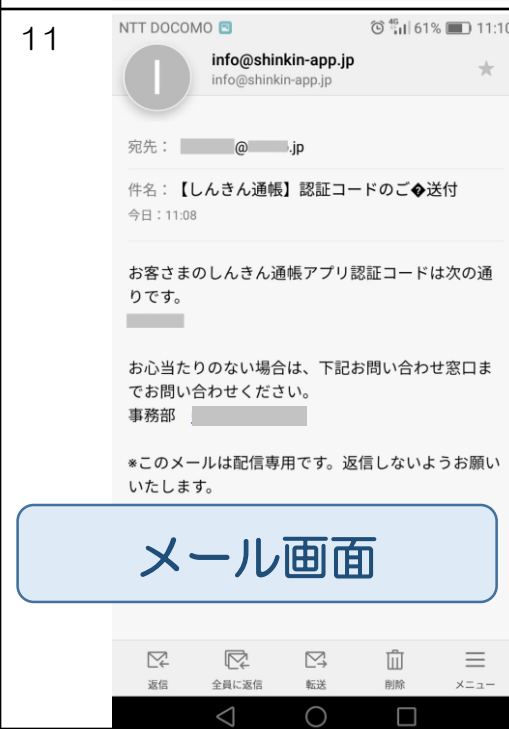 11
NTT DOCOMO 4G 61% 11:10
I
info@shinkin-app.jp
info@shinkin-app.jp
宛先： @ .jp
件名：【しんきん通帳】認証コードのご�送付
今日：11:08
お客さまのしんきん通帳アプリ認証コードは次の通
りです。
お心当たりのない場合は、下記お問い合わせ窓口ま
でお問い合わせください。
事務部
※このメールは配信専用です。返信しないようお願い
いたします。
メール画面
返信 全員に返信 転送 削除 メニュー